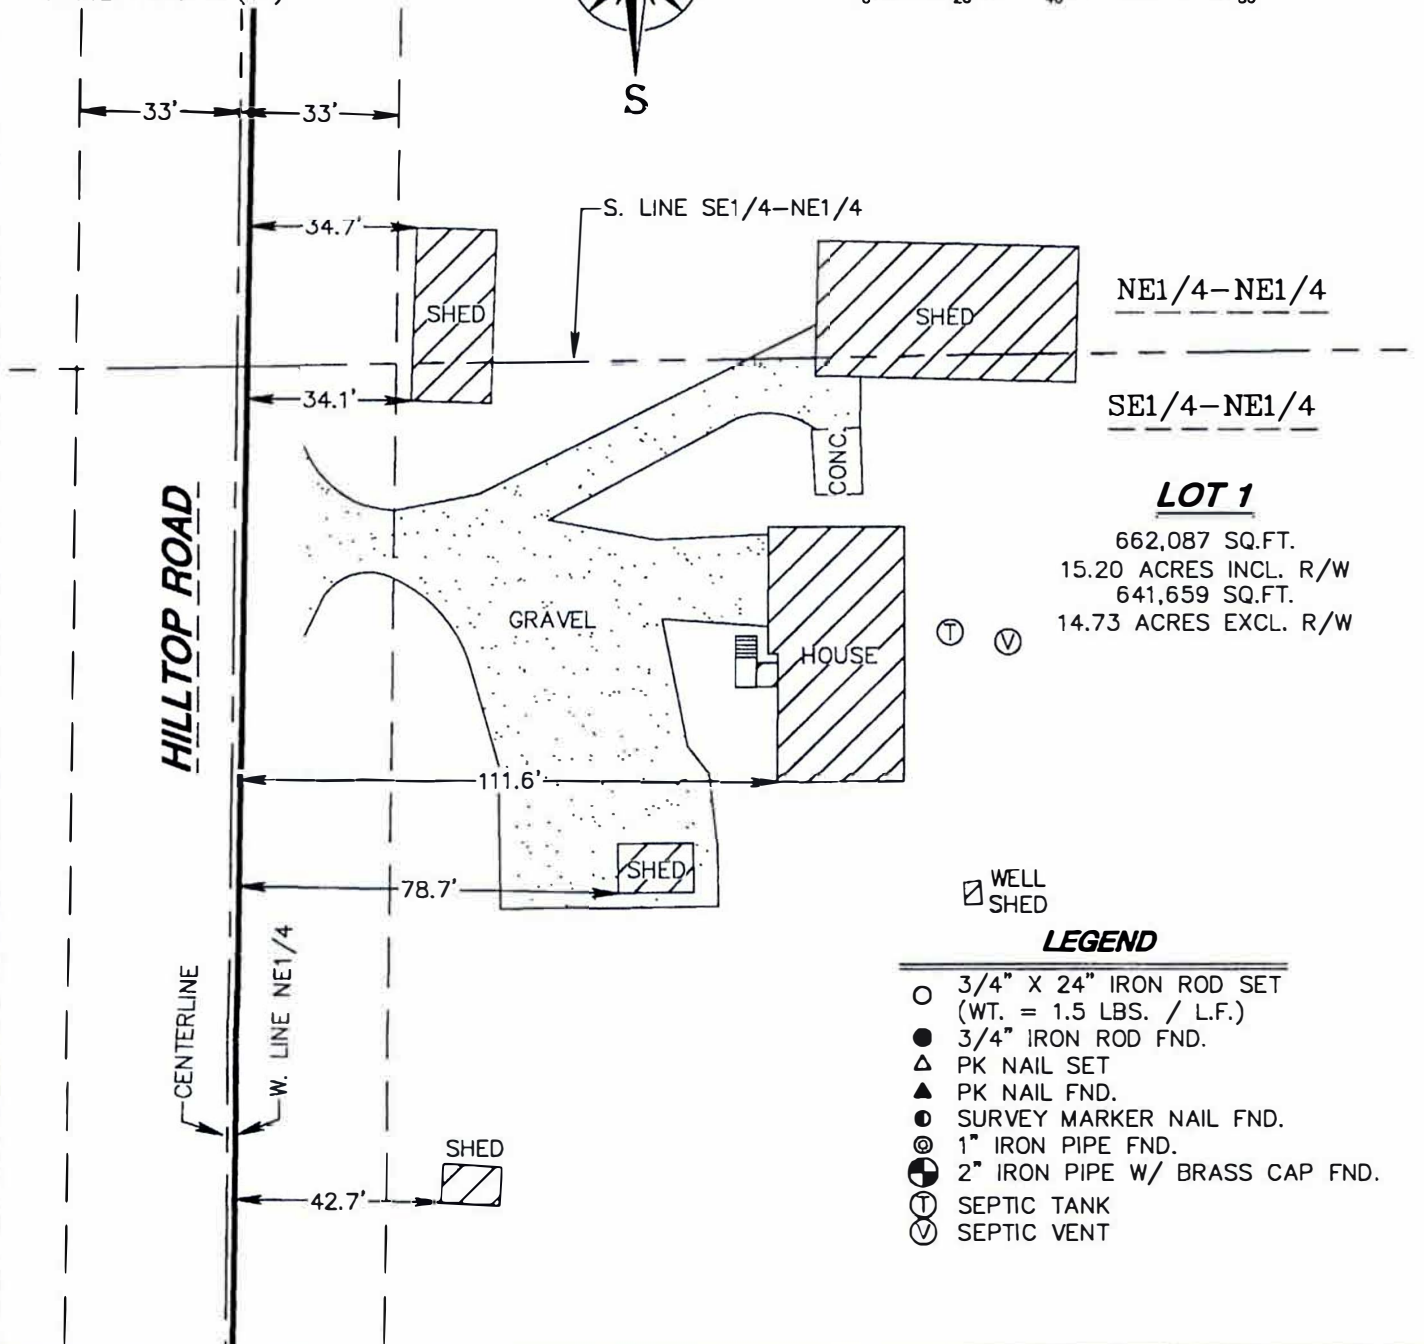 33'
33'
S
34.7'
S. LINE SE1/4-NE1/4
SHED
SHED
NE1/4-NE1/4
34.1'
SE1/4-NE1/4
CONC.
LOT 1
662,087 SQ.FT.
15.20 ACRES INCL. R/W
641,659 SQ.FT.
14.73 ACRES EXCL. R/W
HILLTOP ROAD
GRAVEL
T
V
HOUSE
111.6'
SHED
78.7'
WELL
SHED
CENTERLINE
W. LINE NE1/4
SHED
42.7'
LEGEND
3/4" X 24" IRON ROD SET
(WT. = 1.5 LBS. / L.F.)
3/4" IRON ROD FND.
PK NAIL SET
PK NAIL FND.
SURVEY MARKER NAIL FND.
1" IRON PIPE FND.
2" IRON PIPE W/ BRASS CAP FND.
T SEPTIC TANK
V SEPTIC VENT